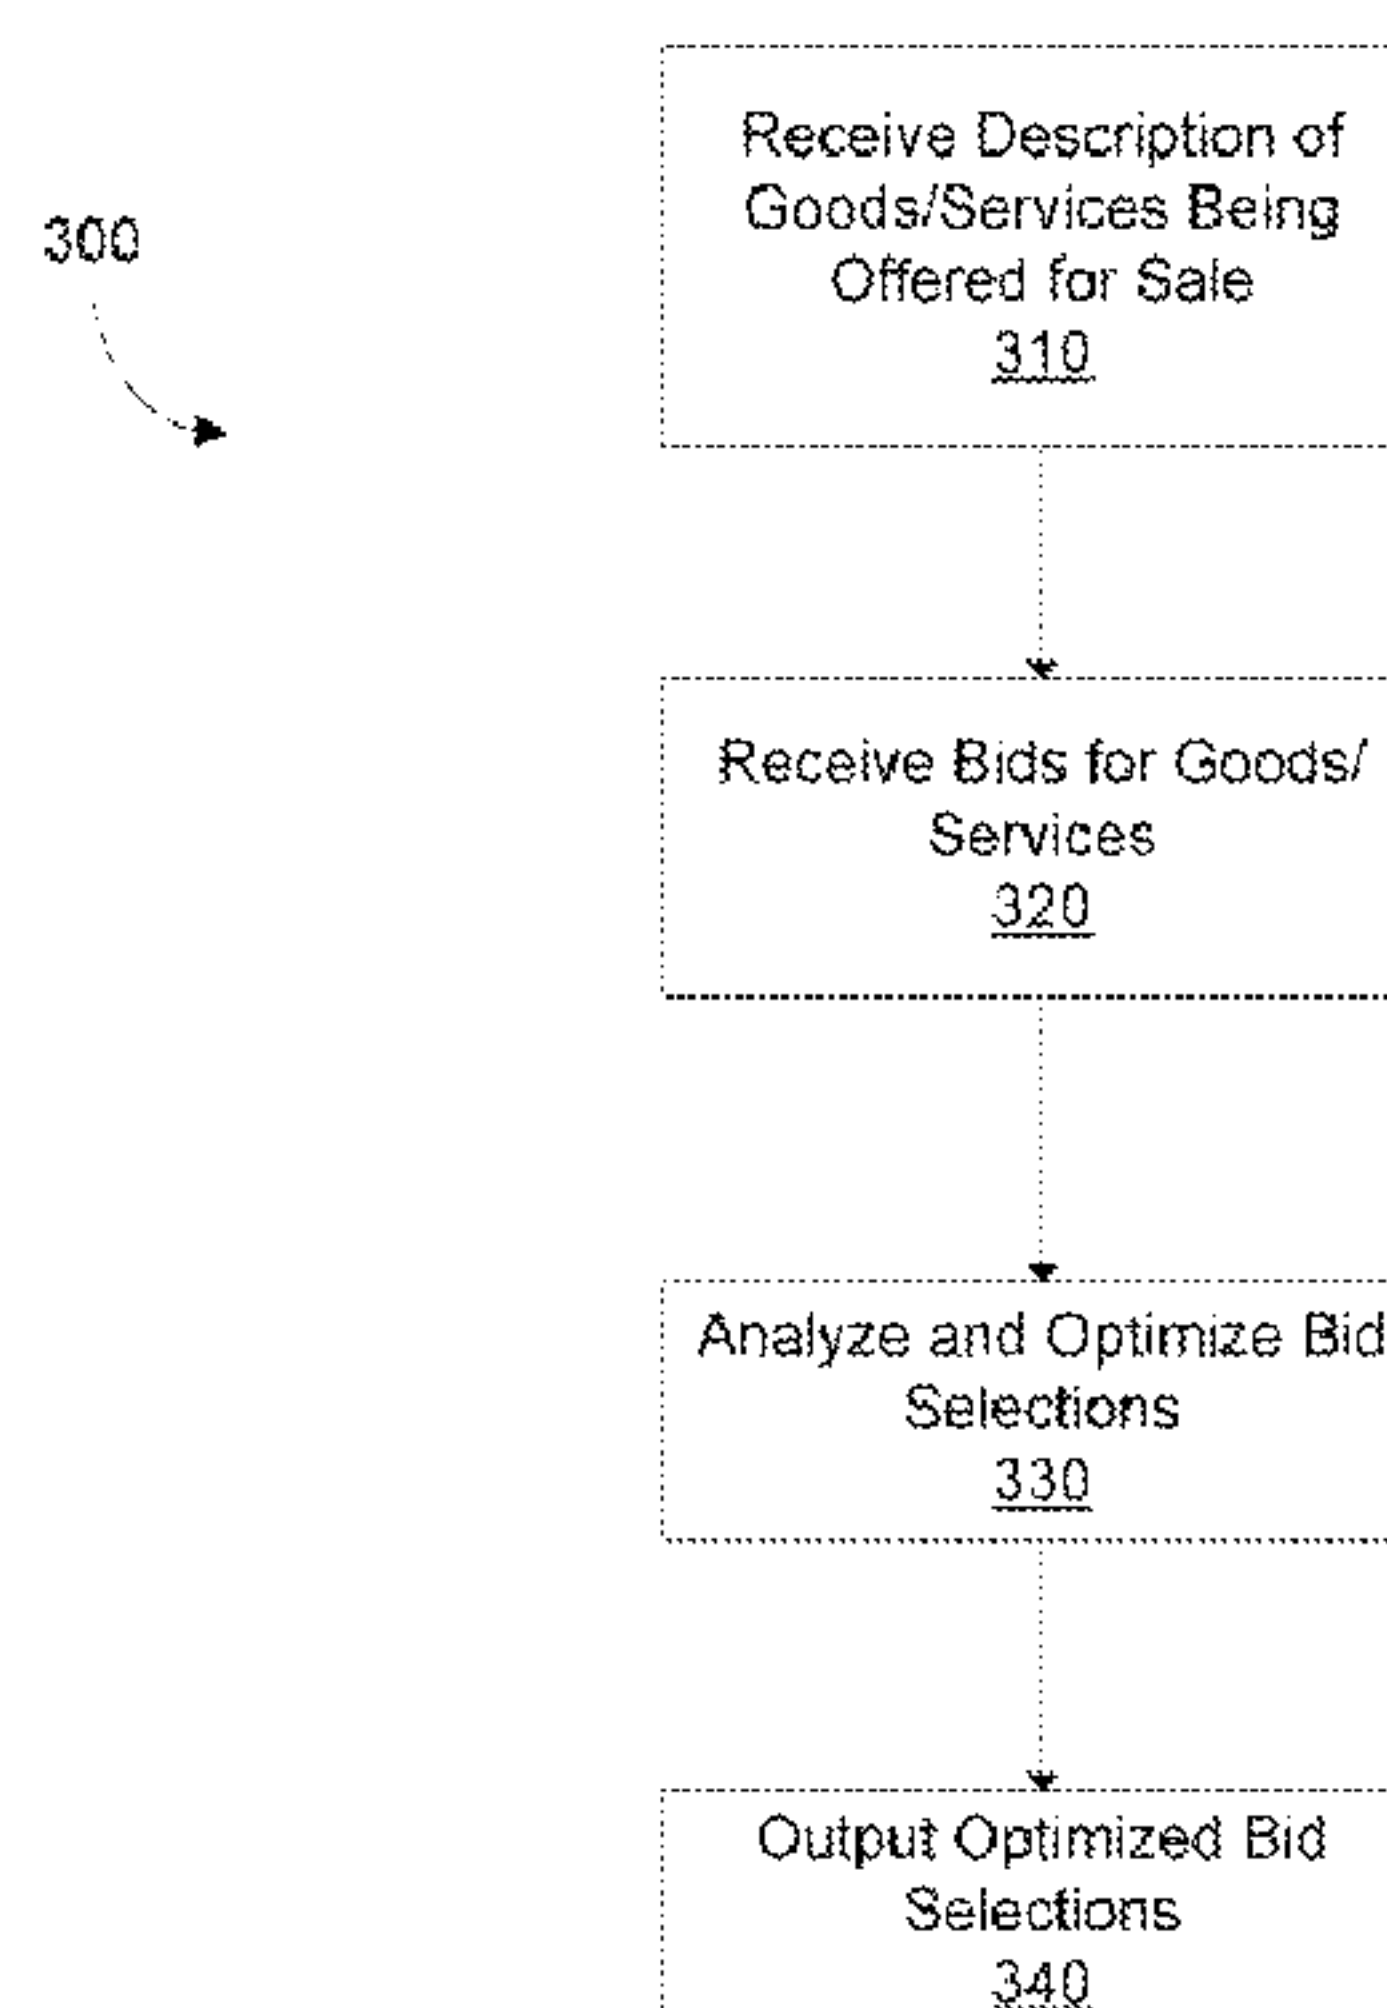 300
Receive Description of
Goods/Services Being
Offered for Sale
310
Receive Bids for Goods/
Services
320
Analyze and Optimize Bid
Selections
330
Output Optimized Bid
Selections
340